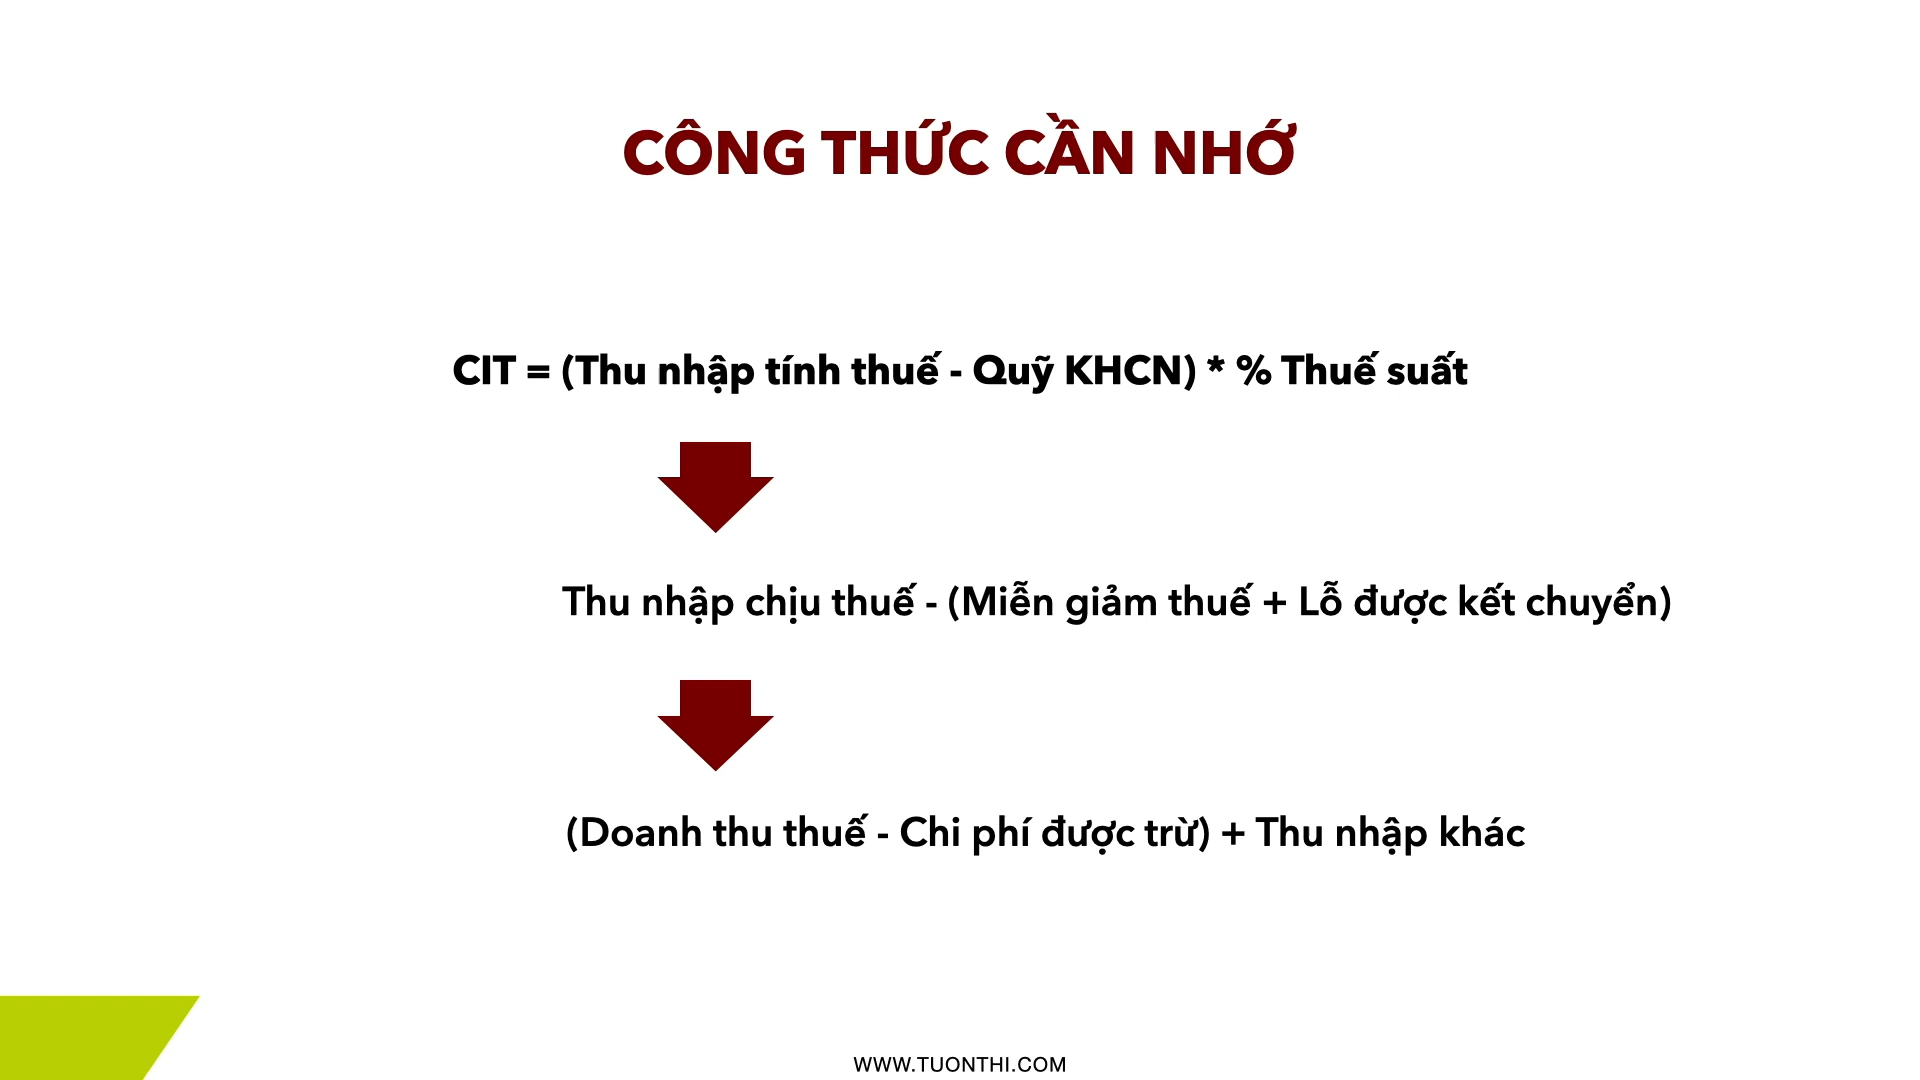 CÔNG THỨC CẦN NHỚ
CIT = (Thu nhập tính thuế - Quỹ KHCN) * % Thuế suất
Thu nhập chịu thuế - (Miễn giảm thuế + Lỗ được kết chuyển)
(Doanh thu thuế - Chi phí được trừ) + Thu nhập khác
WWW.TUONTHI.COM